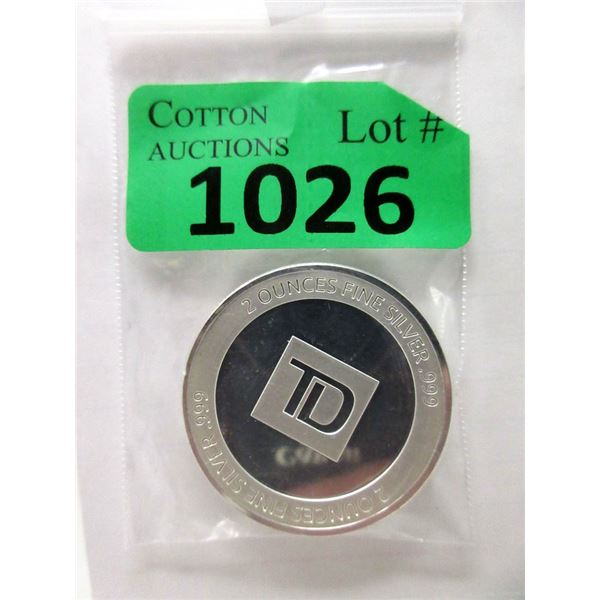 COTTON
AUCTIONS
Lot #
1026
2 OUNCES FINE SILVER .999
TD
2 OUNCES FINE SILVER .999